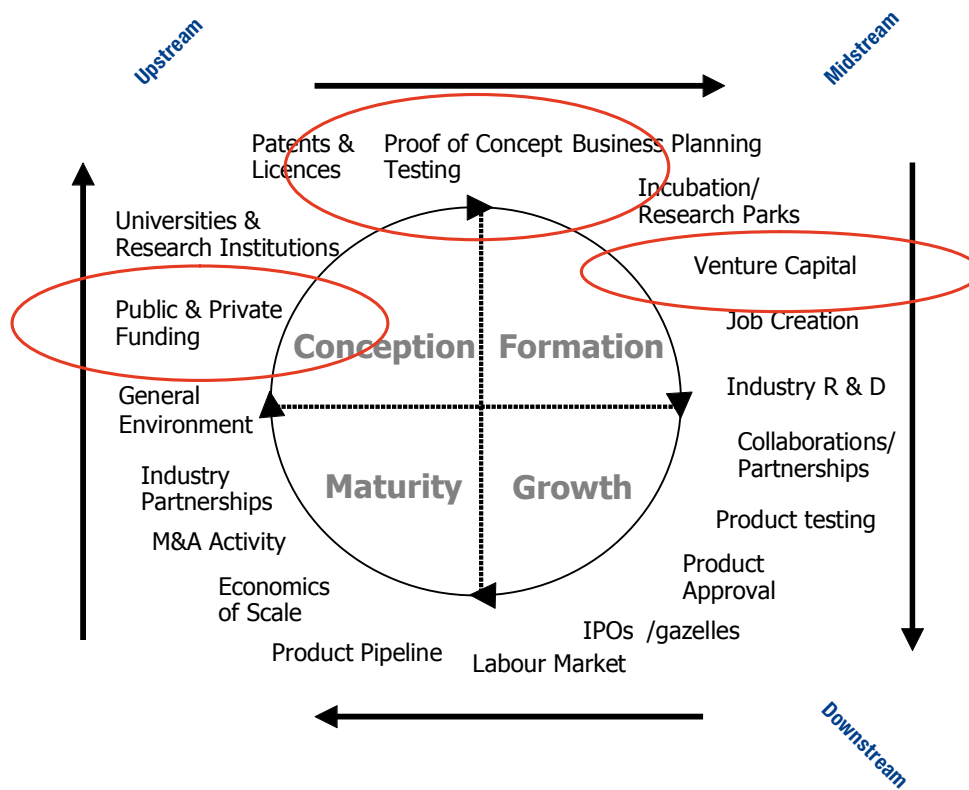 Upstream
Midstream
Patents &
Licences
Proof of Concept
Testing
Business Planning
Incubation/
Research Parks
Universities &
Research Institutions
Venture Capital
Public & Private
Funding
Job Creation
Conception
Formation
General
Environment
Industry R & D
Collaborations/
Partnerships
Industry
Partnerships
Maturity
Growth
Product testing
M&A Activity
Product
Approval
Economics
of Scale
IPOs /gazelles
Product Pipeline
Labour Market
Downstream